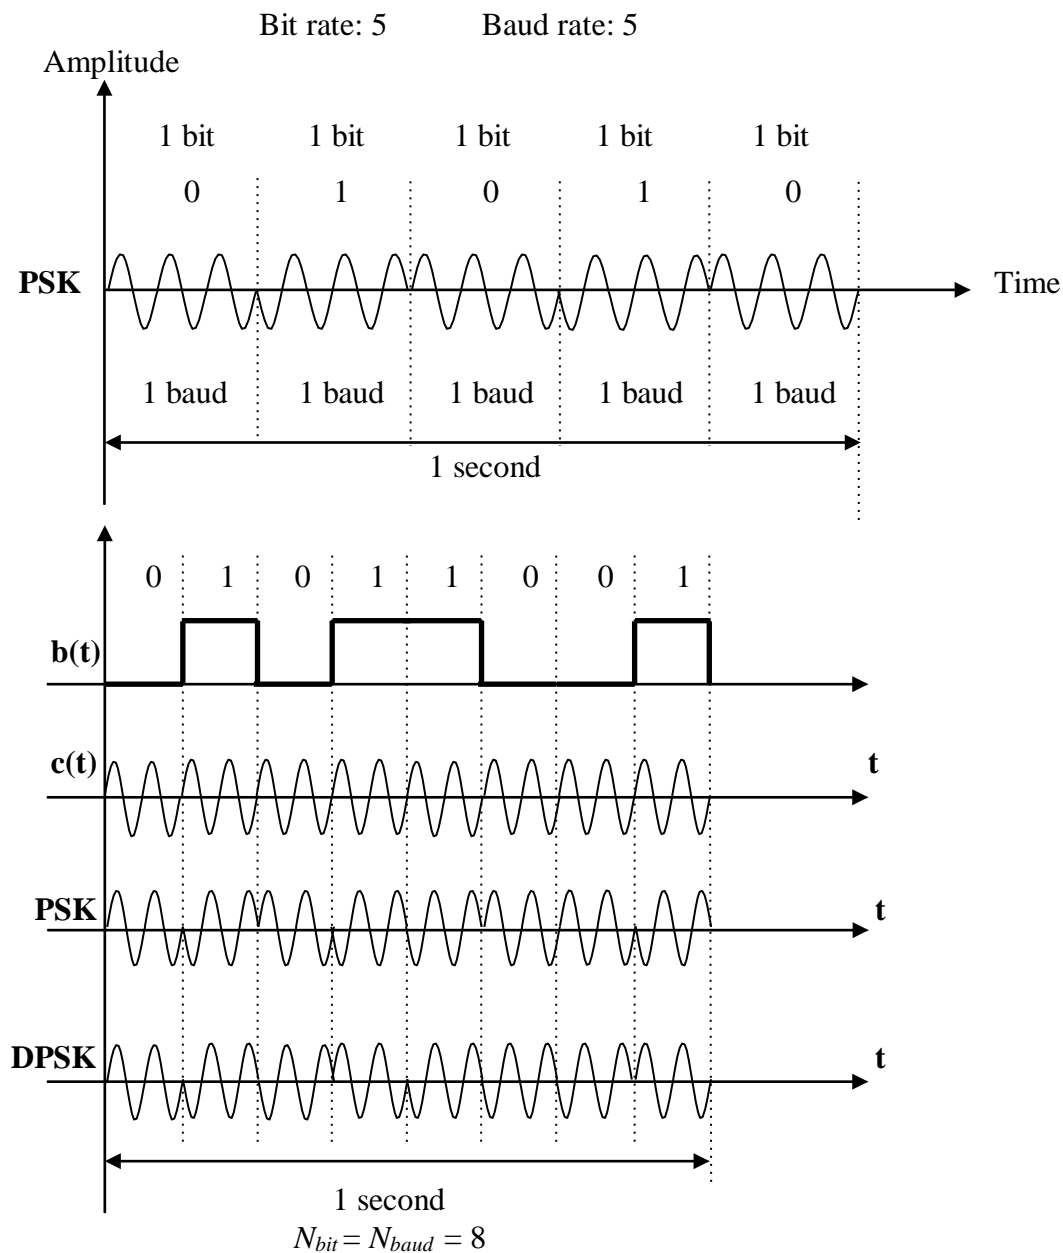 Bit rate: 5 Baud rate: 5
Amplitude
1 bit 1 bit 1 bit 1 bit 1 bit
0 1 0 1 0
PSK Time
1 baud 1 baud 1 baud 1 baud 1 baud
1 second
0 1 0 1 1 0 0 1
b(t)
c(t) t
PSK t
DPSK t
1 second
Nbit = Nbaud = 8